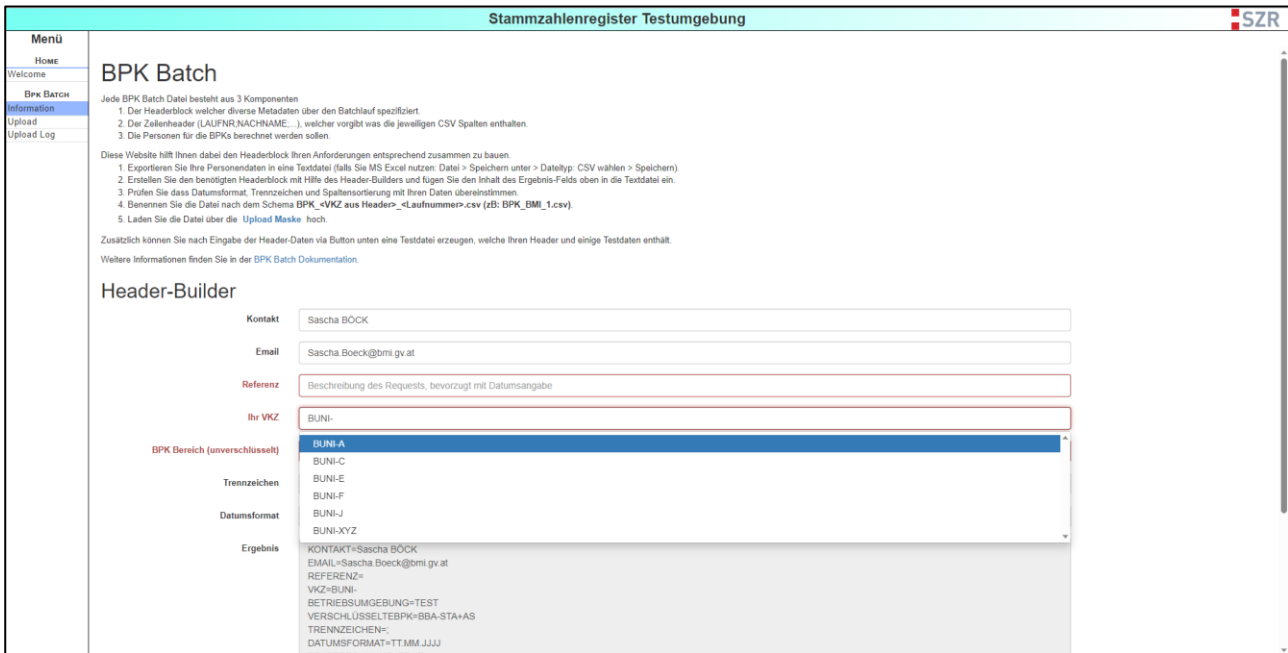 Stammzahlenregister Testumgebung
SZR
Menü
HOME
Welcome
BPK BATCH
Information
Upload
Upload Log
BPK Batch
Jede BPK Batch Datei besteht aus 3 Komponenten
1. Der Headerblock welcher diverse Metadaten über den Batchlauf spezifiziert.
2. Der Zeilenheader (LAUFNR;NACHNAME;...), welcher vorgibt was die jeweiligen CSV Spalten enthalten.
3. Die Personen für die BPKs berechnet werden sollen.
Diese Website hilft Ihnen dabei den Headerblock Ihren Anforderungen entsprechend zusammen zu bauen.
1. Exportieren Sie Ihre Personendaten in eine Textdatei (falls Sie MS Excel nutzen: Datei > Speichern unter > Dateityp: CSV wählen > Speichern).
2. Erstellen Sie den benötigten Headerblock mit Hilfe des Header-Builders und fügen Sie den Inhalt des Ergebnis-Felds oben in die Textdatei ein.
3. Prüfen Sie dass Datumsformat, Trennzeichen und Spaltensortierung mit Ihren Daten übereinstimmen.
4. Benennen Sie die Datei nach dem Schema BPK_<VKZ aus Header>_<Laufnummer>.csv (zB: BPK_BMI_1.csv).
5. Laden Sie die Datei über die Upload Maske hoch.
Zusätzlich können Sie nach Eingabe der Header-Daten via Button unten eine Testdatei erzeugen, welche Ihren Header und einige Testdaten enthält.
Weitere Informationen finden Sie in der BPK Batch Dokumentation.
Header-Builder
Kontakt Sascha BÖCK
Email Sascha.Boeck@bmi.gv.at
Referenz Beschreibung des Requests, bevorzugt mit Datumsangabe
Ihr VKZ BUNI-
BUNI-A
BPK Bereich (unverschlüsselt)
BUNI-C
BUNI-E
Trennzeichen
BUNI-F
BUNI-J
Datumsformat
BUNI-XYZ
Ergebnis KONTAKT=Sascha BÖCK
EMAIL=Sascha.Boeck@bmi.gv.at
REFERENZ=
VKZ=BUNI-
BETRIEBSUMGEBUNG=TEST
VERSCHLÜSSELTEBPK=BBA-STA+AS
TRENNZEICHEN=;
DATUMSFORMAT=TT.MM.JJJJ